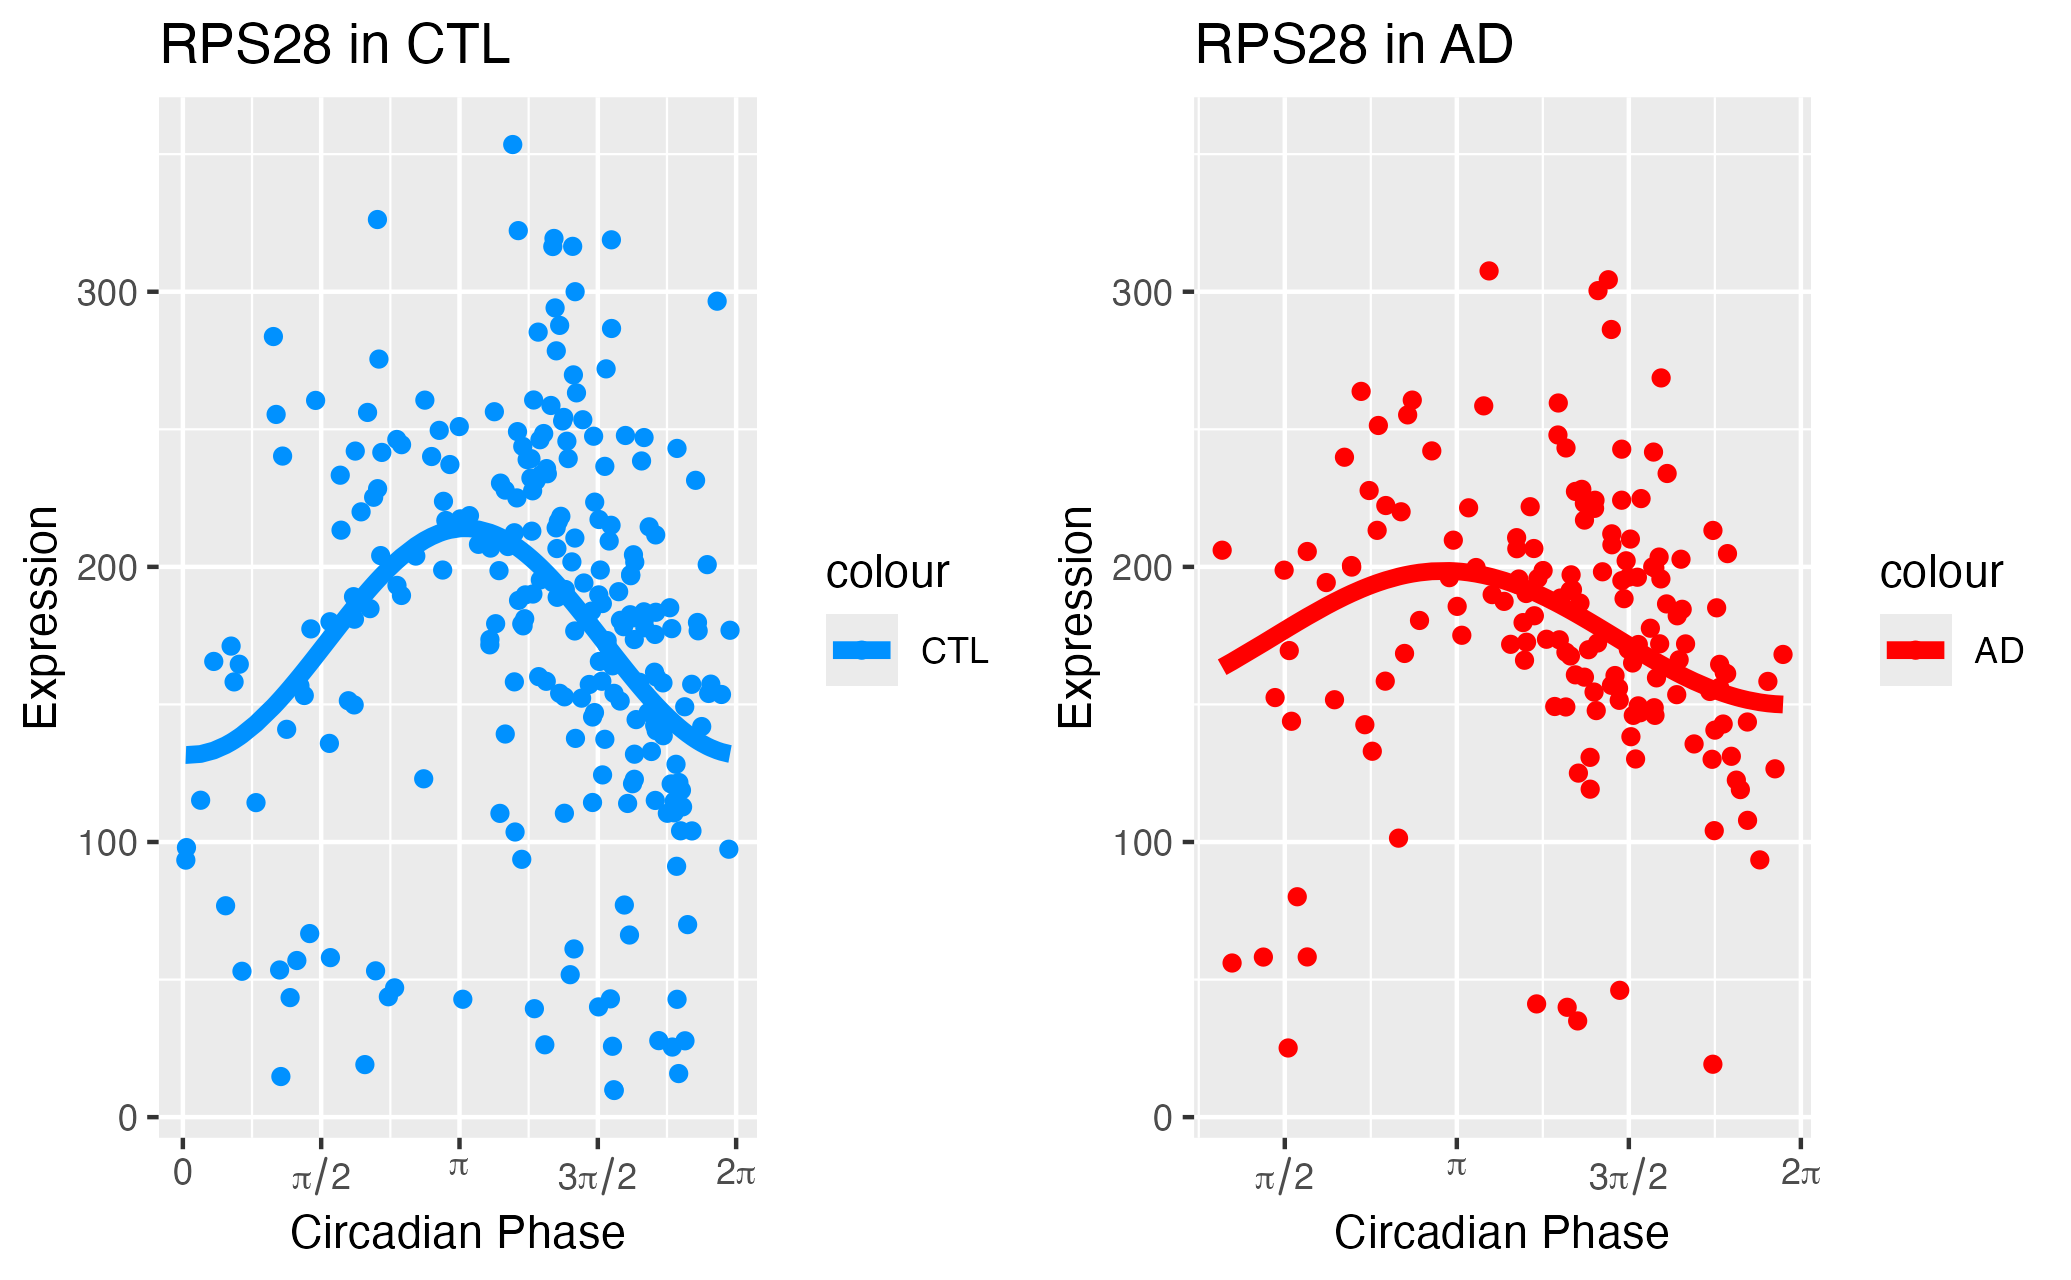 RPS28 in CTL
Expression
300
200
100
0
0 π/2 π 3π/2 2π
Circadian Phase
colour
CTL
RPS28 in AD
Expression
300
200
100
0
π/2 π 3π/2 2π
Circadian Phase
colour
AD